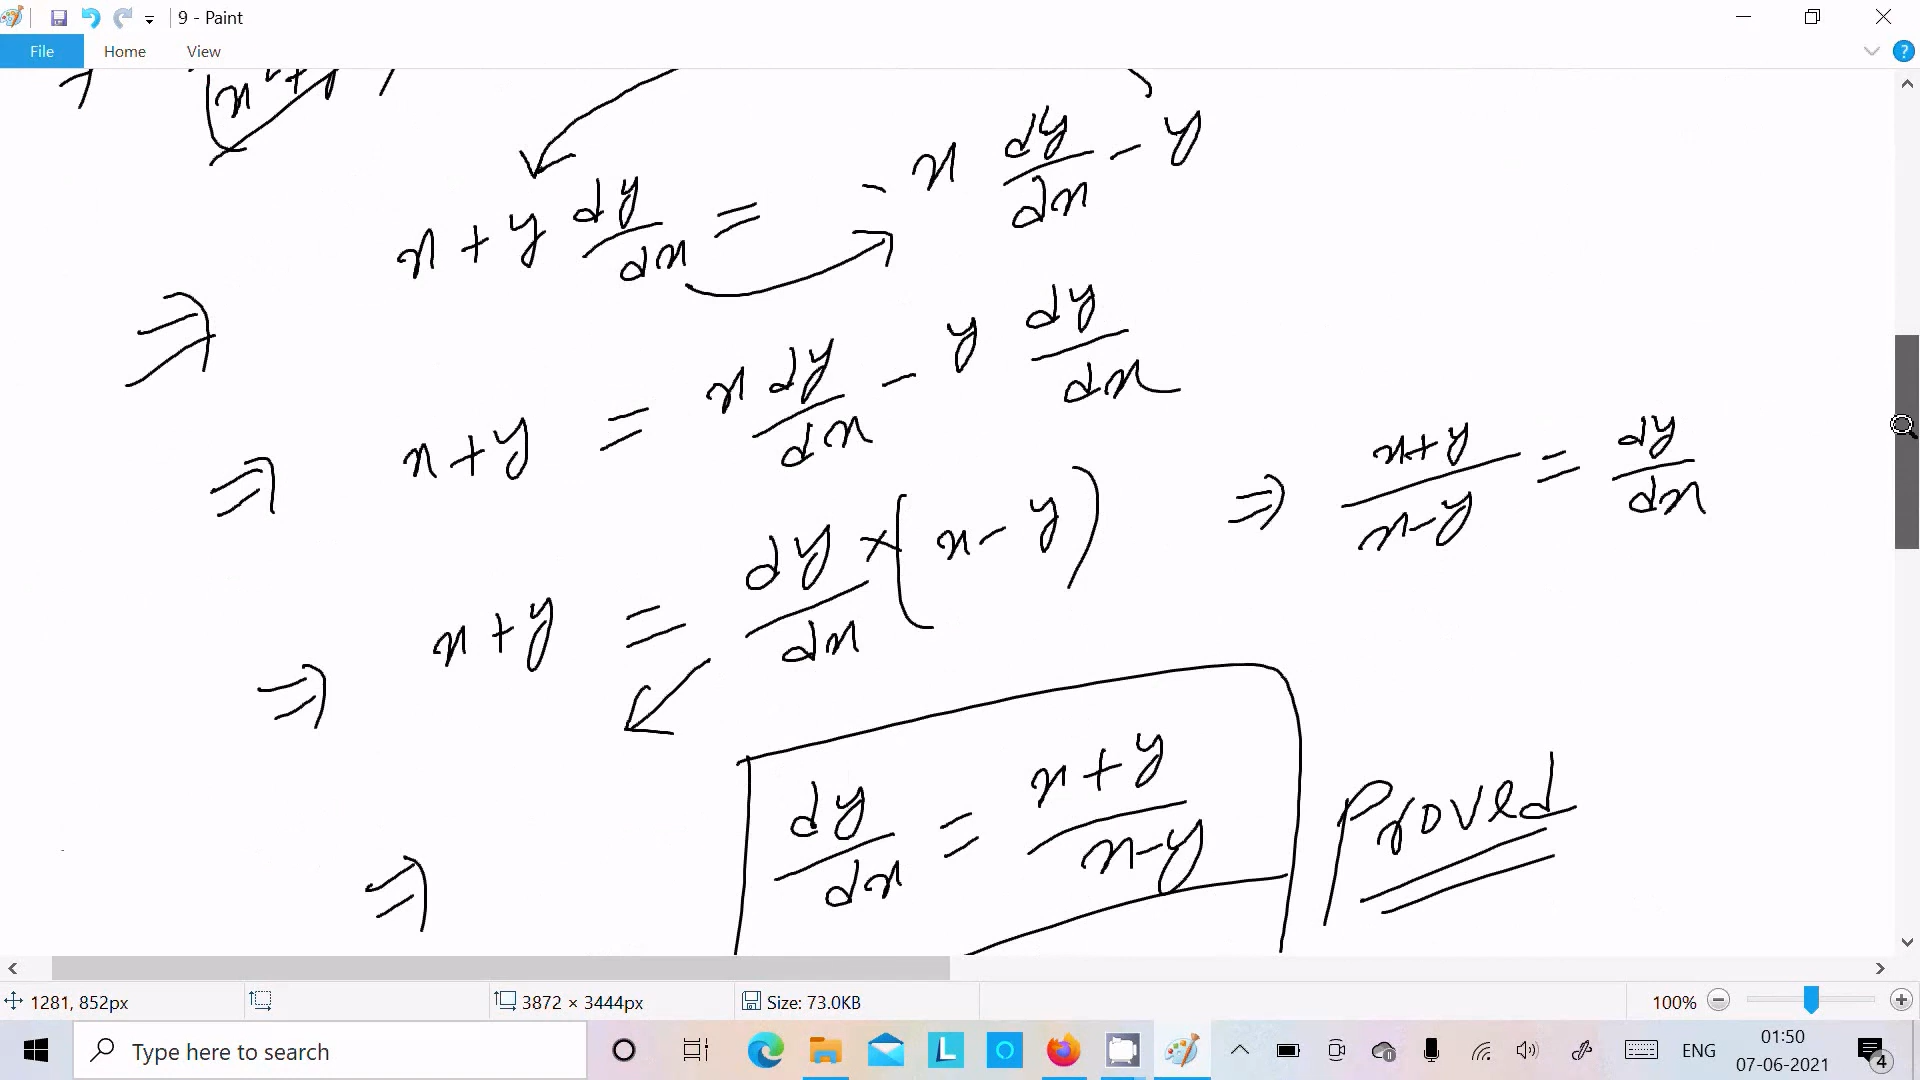 9 - Paint
File Home View
⇒ x²+y
⇒ x + y dy/dx = - x dy/dx - y
⇒ x + y = x dy/dx - y dy/dx
⇒ x + y = dy/dx × (x - y) ⇒ x+y/x-y = dy/dx
⇒ dy/dx = x+y/x-y Proved
1281, 852px 3872 × 3444px Size: 73.0KB 100%
Type here to search ENG 01:50
07-06-2021 4